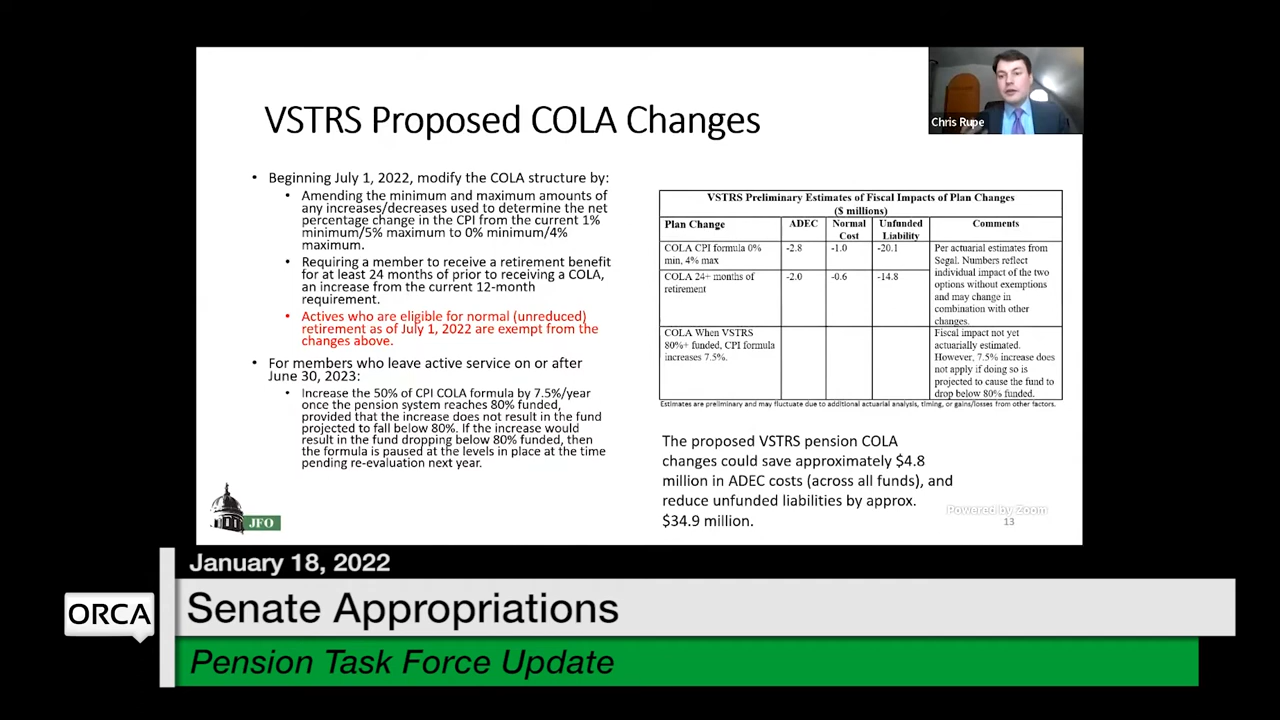 VSTRS Proposed COLA Changes
Chris Rupe
• Beginning July 1, 2022, modify the COLA structure by:
• Amending the minimum and maximum amounts of
any increases/decreases used to determine the net
percentage change in the CPI from the current 1%
minimum/5% maximum to 0% minimum/4%
maximum.
• Requiring a member to receive a retirement benefit
for at least 24 months of prior to receiving a COLA,
an increase from the current 12-month
requirement.
• Actives who are eligible for normal (unreduced)
retirement as of July 1, 2022 are exempt from the
changes above.
• For members who leave active service on or after
June 30, 2023:
• Increase the 50% of CPI COLA formula by 7.5%/year
once the pension system reaches 80% funded,
provided that the increase does not result in the fund
projected to fall below 80%. If the increase would
result in the fund dropping below 80% funded, then
the formula is paused at the levels in place at the time
pending re-evaluation next year.
JFO
VSTRS Preliminary Estimates of Fiscal Impacts of Plan Changes
($ millions)
Plan Change ADEC Normal Cost Unfunded Liability Comments
COLA CPI formula 0% min, 4% max -2.8 -1.0 -20.1
COLA 24+ months of retirement -2.0 -0.6 -14.8
Per actuarial estimates from
Segal. Numbers reflect
individual impact of the two
options without exemptions
and may change in
combination with other
changes.
COLA When VSTRS
80%+ funded, CPI formula
increases 7.5%.
Fiscal impact not yet
actuarially estimated.
However, 7.5% increase does
not apply if doing so is
projected to cause the fund to
drop below 80% funded.
Estimates are preliminary and may fluctuate due to additional actuarial analysis, timing, or gains/losses from other factors.
The proposed VSTRS pension COLA
changes could save approximately $4.8
million in ADEC costs (across all funds), and
reduce unfunded liabilities by approx.
$34.9 million.
Powered by Zoom
13
January 18, 2022
ORCA
Senate Appropriations
Pension Task Force Update